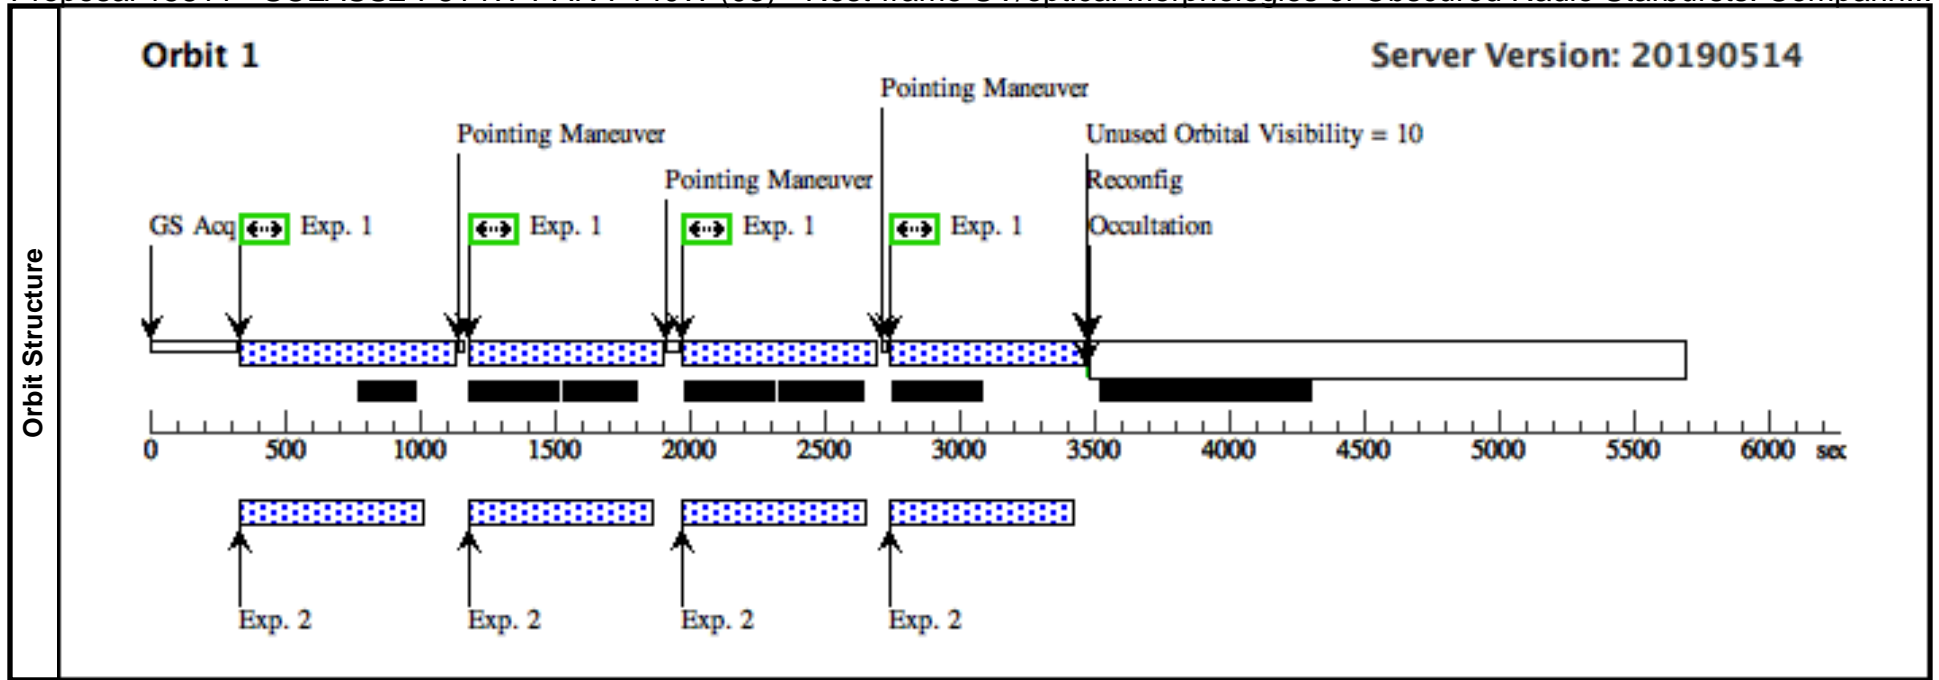 Orbit 1
Server Version: 20190514
Pointing Maneuver
Pointing Maneuver
Unused Orbital Visibility = 10
Pointing Maneuver
Reconfig
GS Acq
Exp. 1
Exp. 1
Exp. 1
Exp. 1
Occultation
Orbit Structure
0 500 1000 1500 2000 2500 3000 3500 4000 4500 5000 5500 6000 sec
Exp. 2
Exp. 2
Exp. 2
Exp. 2